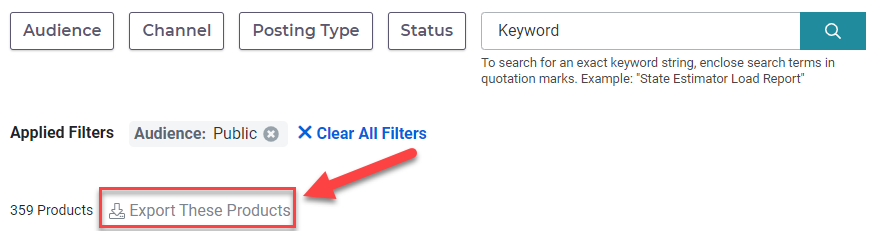 Audience Channel Posting Type Status Keyword
To search for an exact keyword string, enclose search terms in
quotation marks. Example: "State Estimator Load Report"
Applied Filters Audience: Public Clear All Filters
359 Products Export These Products